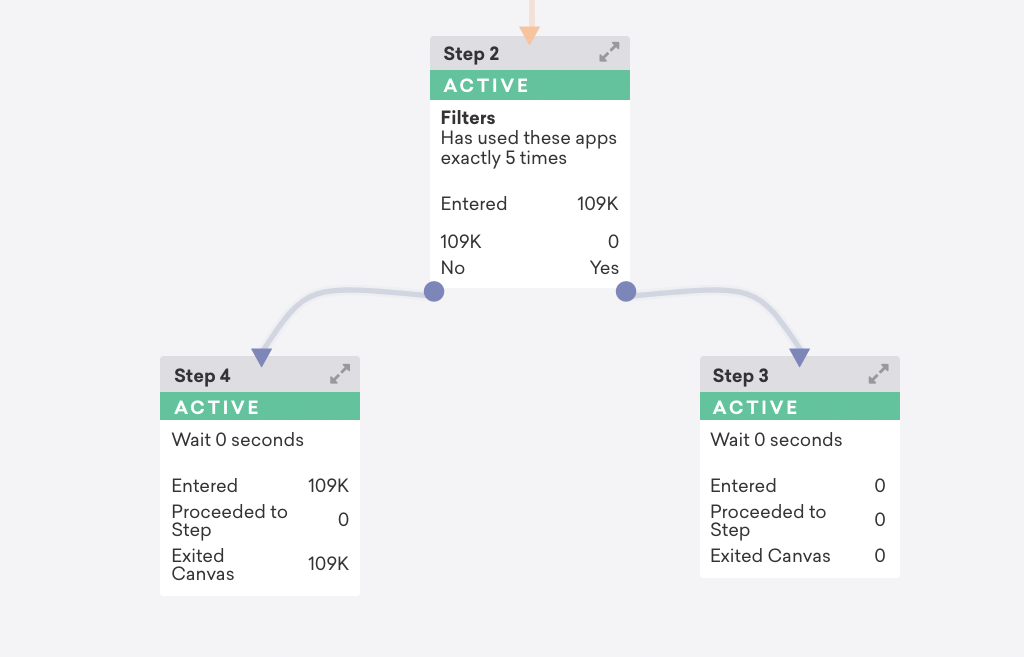 Step 2
ACTIVE
Filters
Has used these apps
exactly 5 times
Entered 109K
109K 0
No Yes
Step 4
ACTIVE
Wait 0 seconds
Entered 109K
Proceeded to
Step 0
Exited
Canvas 109K
Step 3
ACTIVE
Wait 0 seconds
Entered 0
Proceeded to
Step 0
Exited Canvas 0